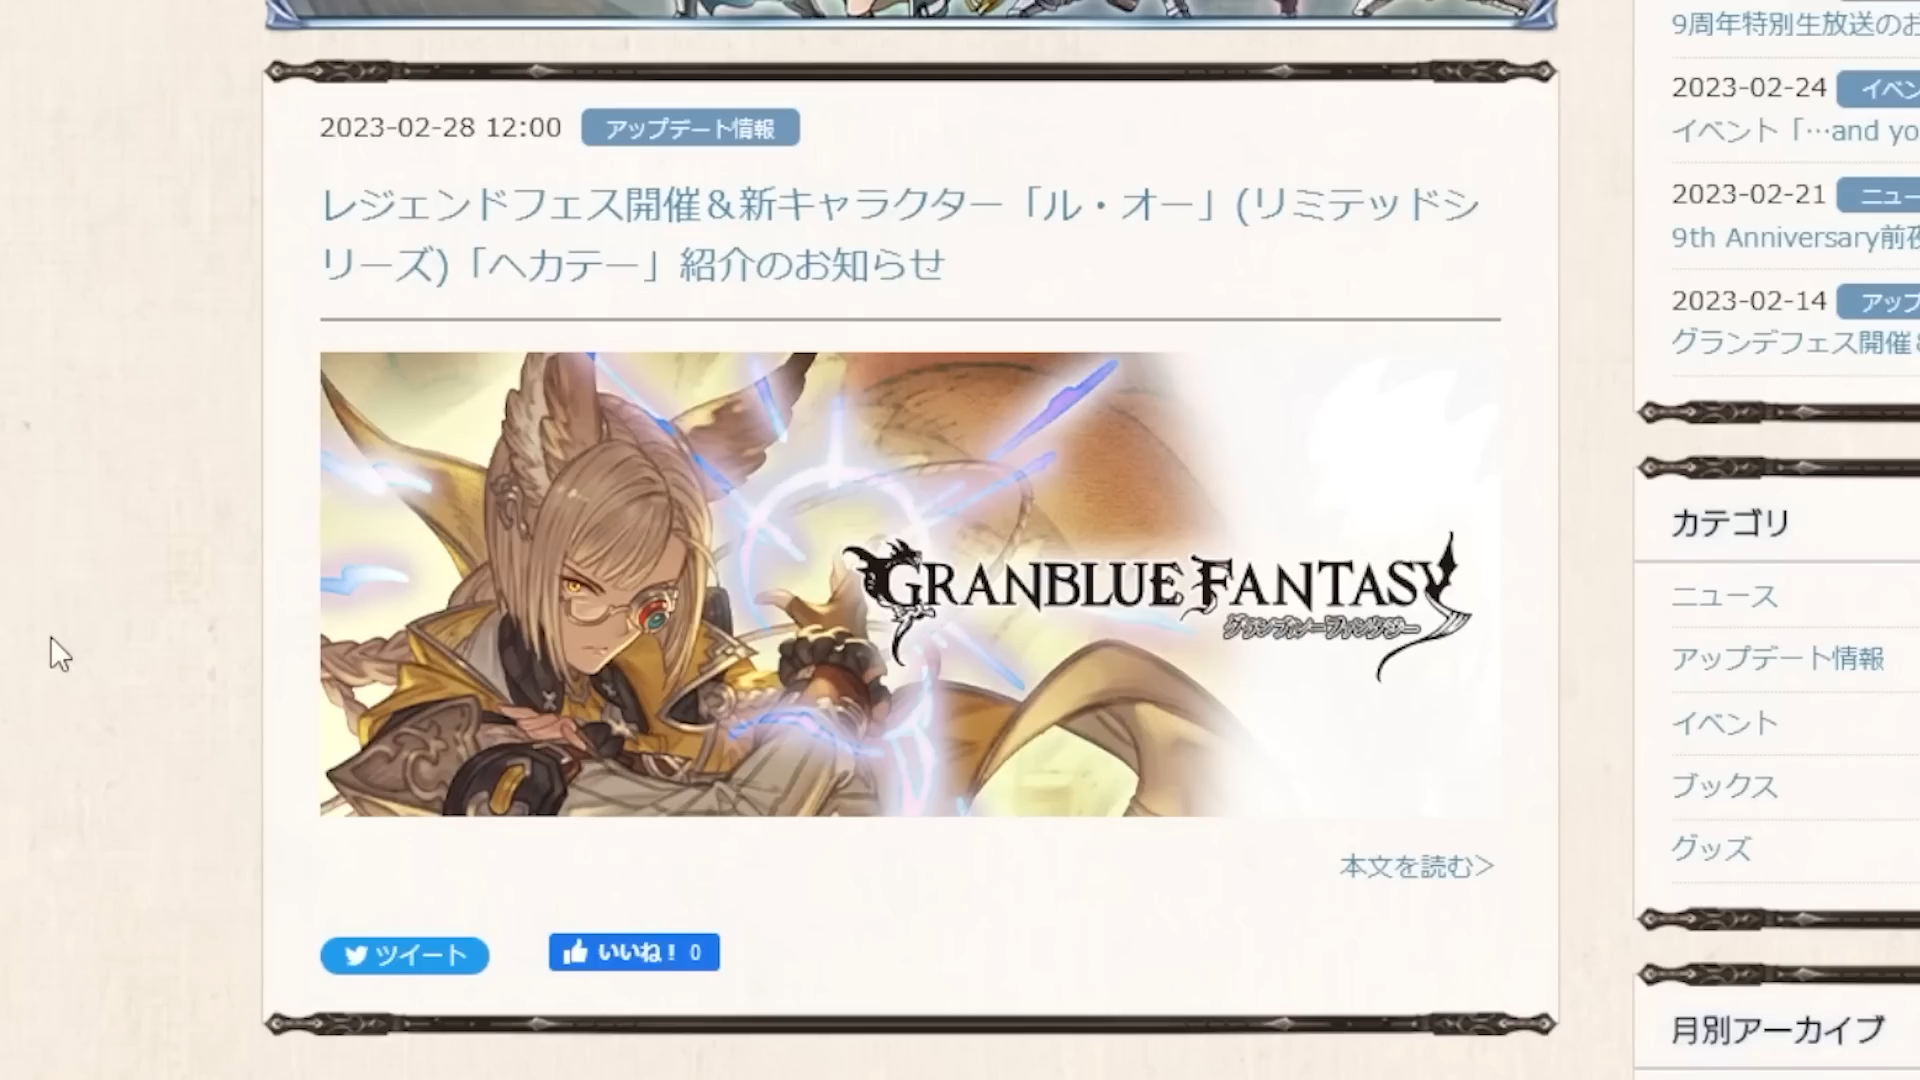 2023-02-28 12:00 アップデート情報
レジェンドフェス開催＆新キャラクター「ル・オー」(リミテッドシ
リーズ)「ヘカテー」紹介のお知らせ
GRANBLUE FANTASY
グランブルーファンタジー
本文を読む＞
ツイート
いいね！ 0
9周年特別生放送のお
2023-02-24 イベン
イベント「…and yo
2023-02-21 ニュー
9th Anniversary前夜
2023-02-14 アップ
グランデフェス開催＆
カテゴリ
ニュース
アップデート情報
イベント
ブックス
グッズ
月別アーカイブ